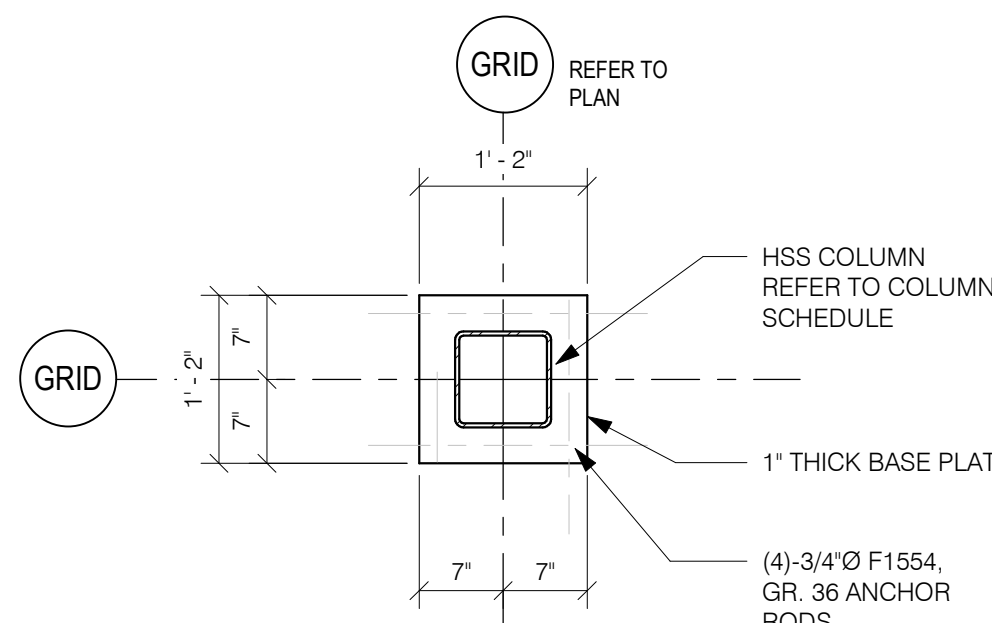 GRID
REFER TO
PLAN
1' - 2"
HSS COLUMN
REFER TO COLUMN
SCHEDULE
GRID
1' - 2"
7"
7"
1" THICK BASE PLAT
7"
7"
(4)-3/4"Ø F1554,
GR. 36 ANCHOR
RODS